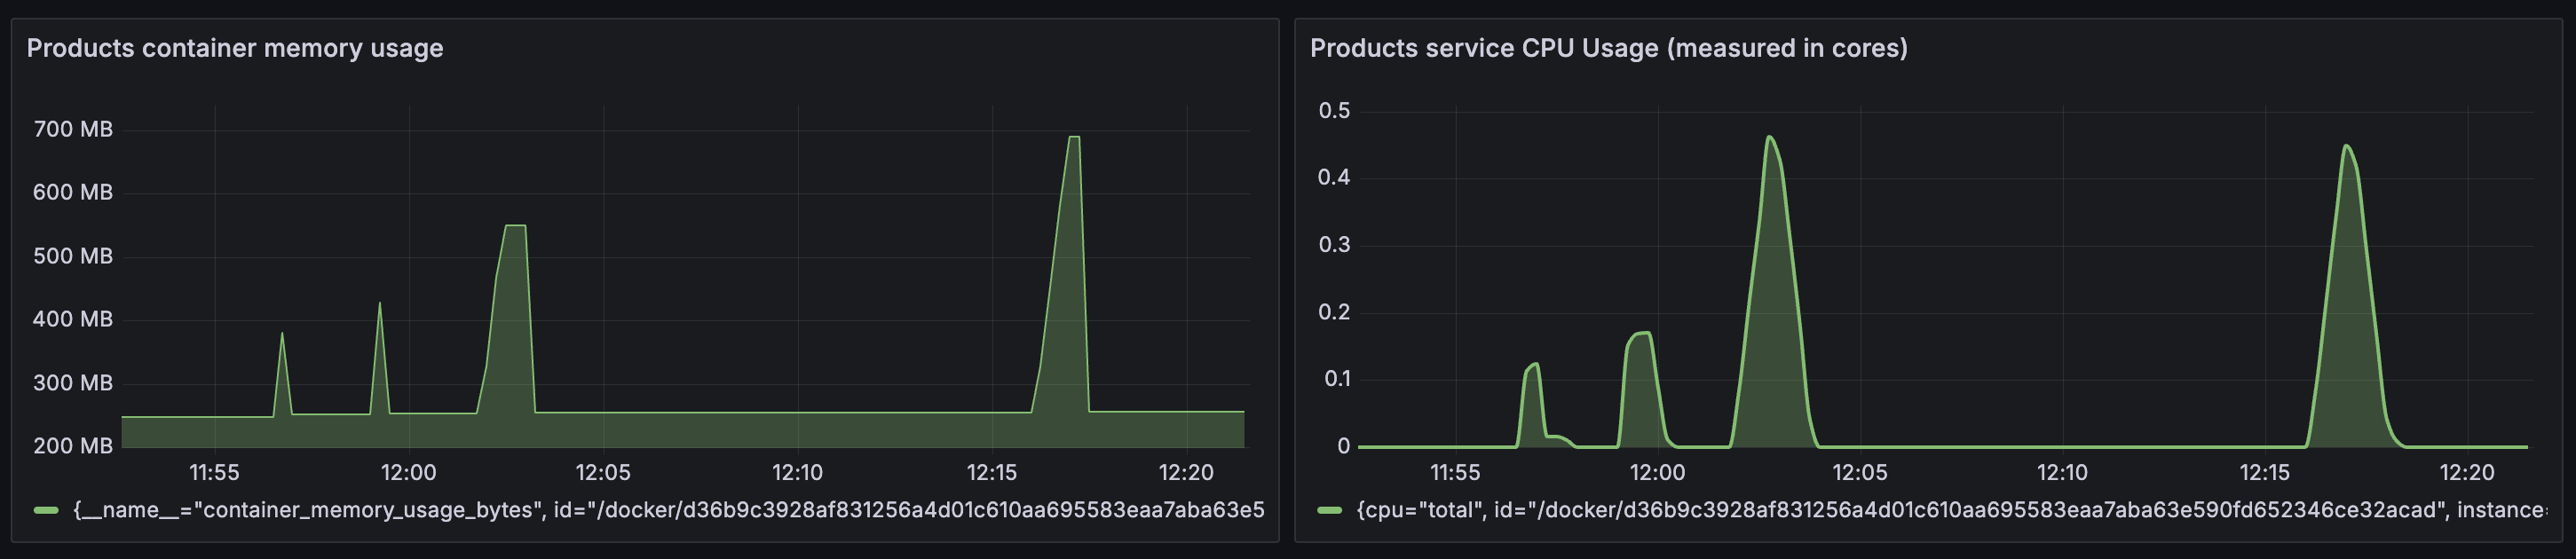 Products container memory usage
700 MB
600 MB
500 MB
400 MB
300 MB
200 MB
11:55 12:00 12:05 12:10 12:15 12:20
{__name__="container_memory_usage_bytes", id="/docker/d36b9c3928af831256a4d01c610aa695583eaa7aba63e5
Products service CPU Usage (measured in cores)
0.5
0.4
0.3
0.2
0.1
0
11:55 12:00 12:05 12:10 12:15 12:20
{cpu="total", id="/docker/d36b9c3928af831256a4d01c610aa695583eaa7aba63e590fd652346ce32acad", instance=